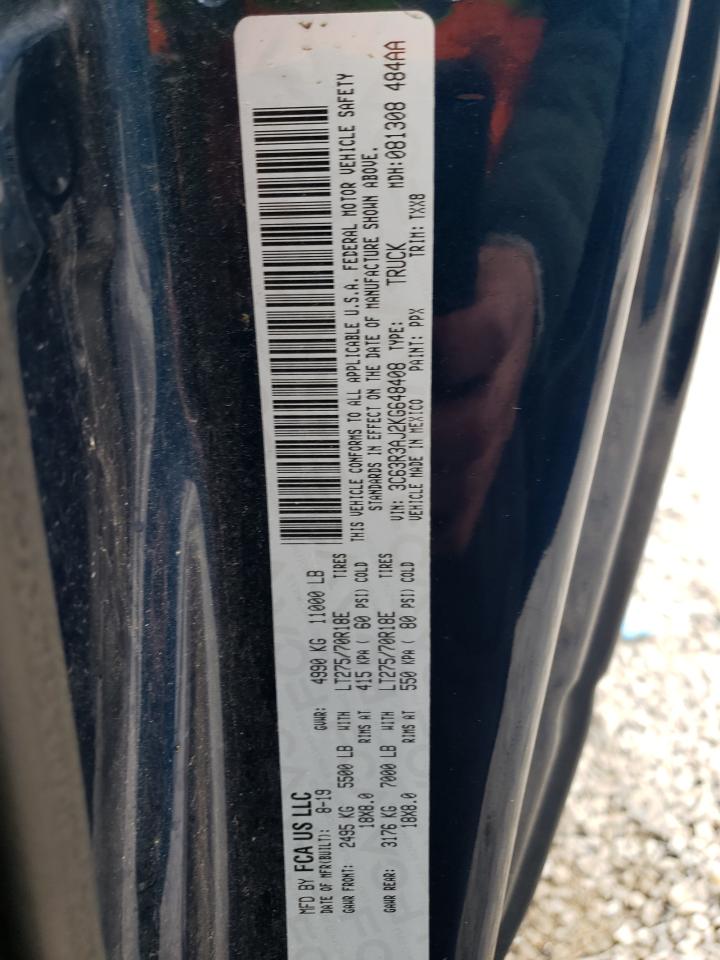 MFD BY FCA US LLC
DATE OF MFR(BUILT): 8-19 GVWR: 4990 KG 11000 LB
GAWR FRONT: 2495 KG 5500 LB WITH LT275/70R18E TIRES
18X8.0 RIMS AT 415 KPA ( 60 PSI) COLD
GAWR REAR: 3176 KG 7000 LB WITH LT275/70R18E TIRES
18X8.0 RIMS AT 550 KPA ( 80 PSI) COLD
THIS VEHICLE CONFORMS TO ALL APPLICABLE U.S.A. FEDERAL MOTOR VEHICLE SAFETY
STANDARDS IN EFFECT ON THE DATE OF MANUFACTURE SHOWN ABOVE.
VIN: 3C63R3AJ2KG648408 TYPE: TRUCK MDH: 081308 484AA
VEHICLE MADE IN MEXICO PAINT: PPX TRIM: TXX8